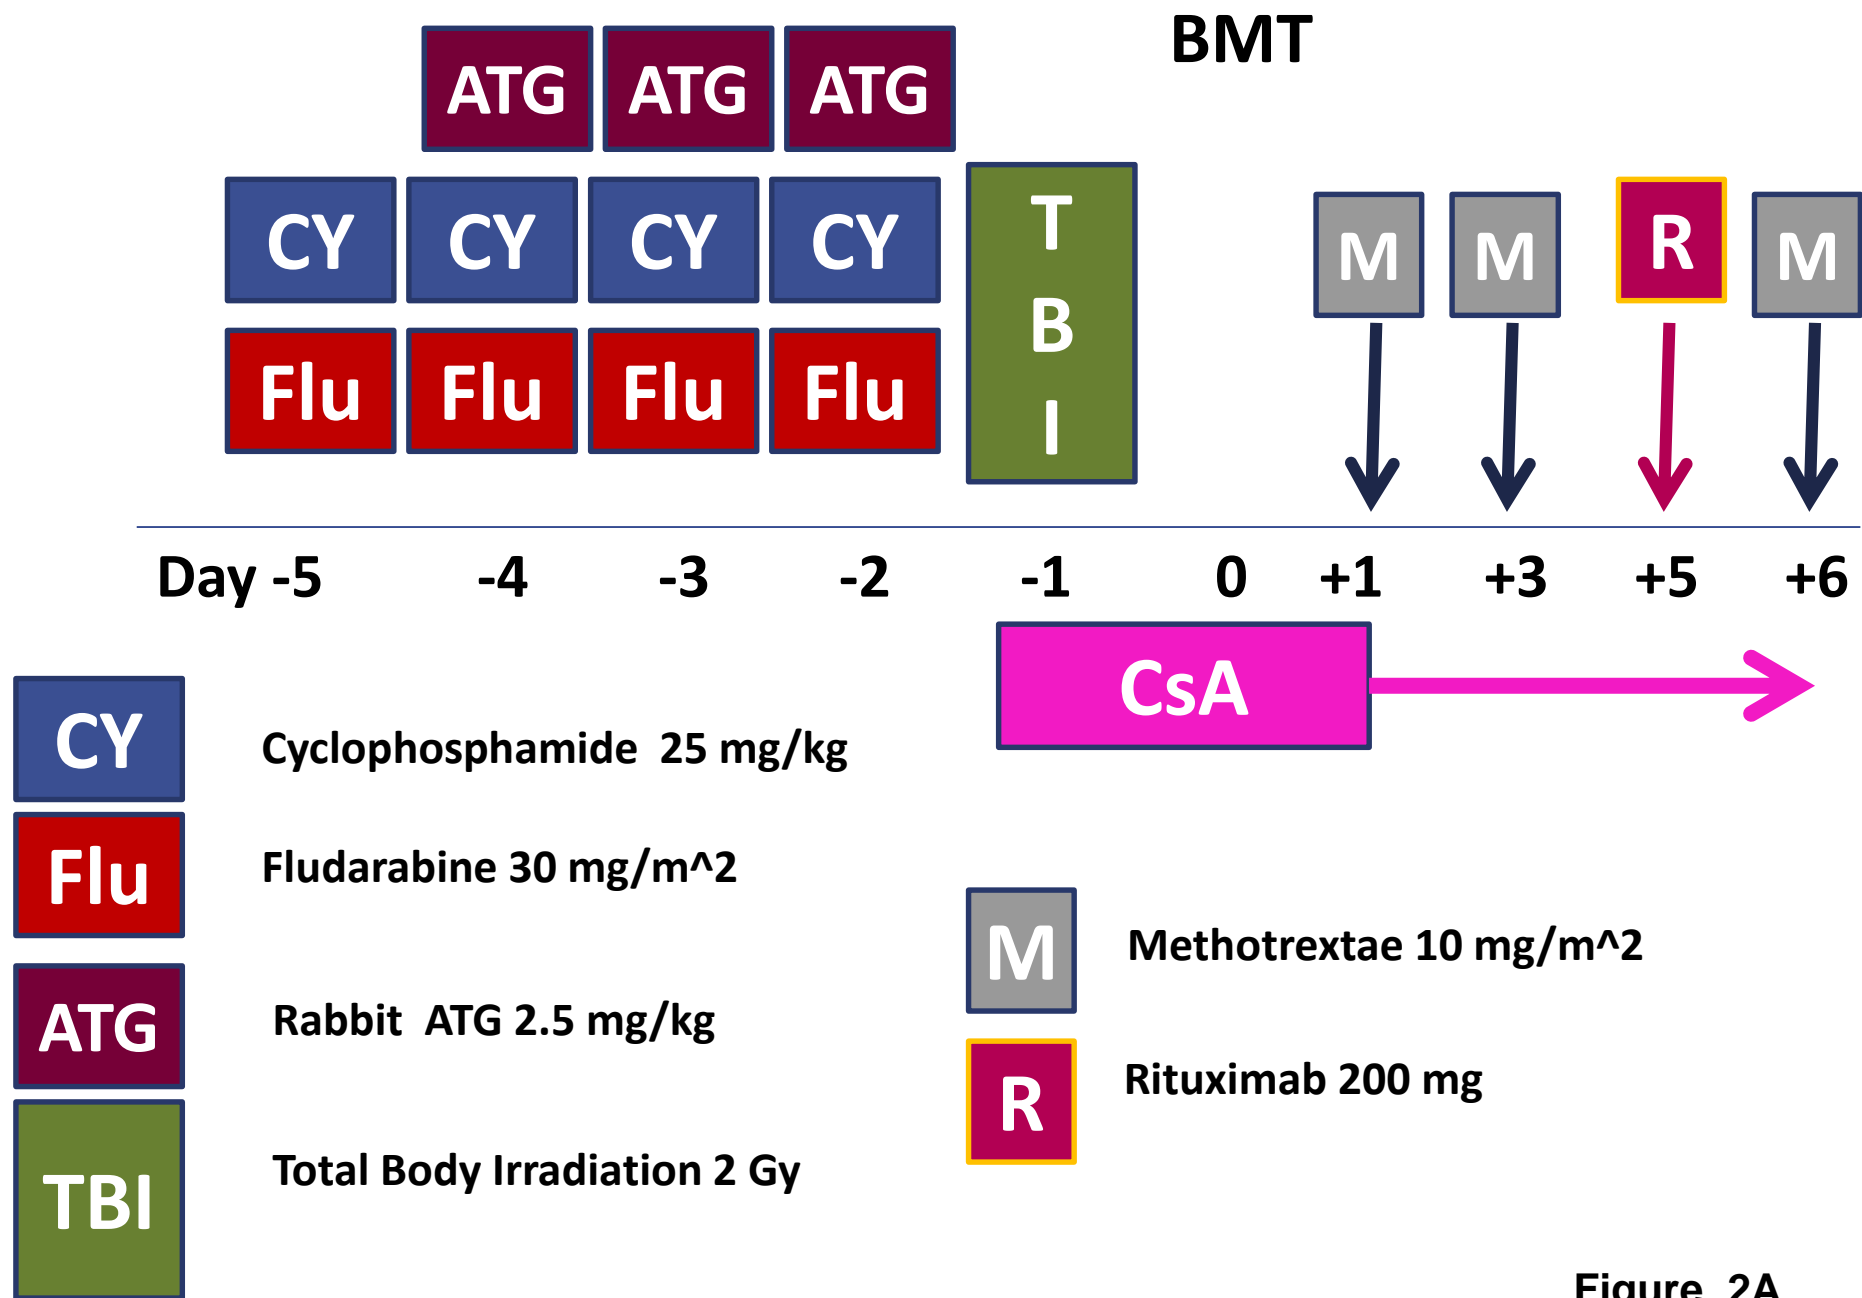 BMT
ATG ATG ATG
CY CY CY CY
Flu Flu Flu Flu
T
B
I
M M R M
Day -5 -4 -3 -2 -1 0 +1 +3 +5 +6
CsA
CY Cyclophosphamide 25 mg/kg
Flu Fludarabine 30 mg/m^2
ATG Rabbit ATG 2.5 mg/kg
TBI Total Body Irradiation 2 Gy
M Methotrextae 10 mg/m^2
R Rituximab 200 mg
Figure 2A